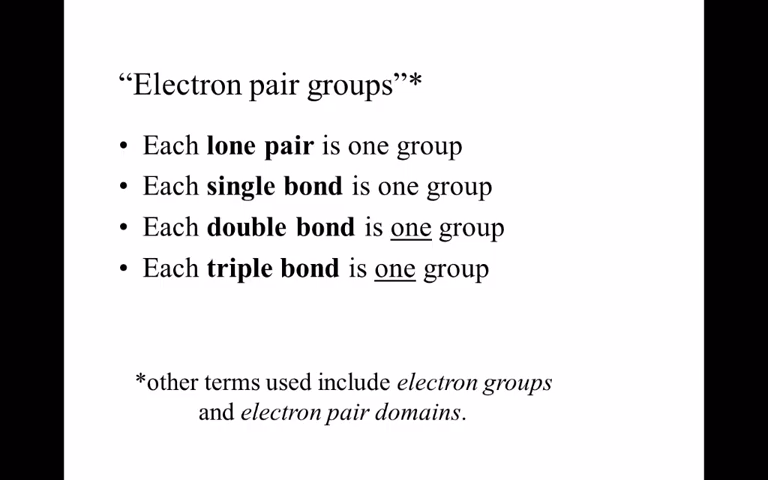 “Electron pair groups”*
• Each lone pair is one group
• Each single bond is one group
• Each double bond is one group
• Each triple bond is one group
*other terms used include electron groups
and electron pair domains.